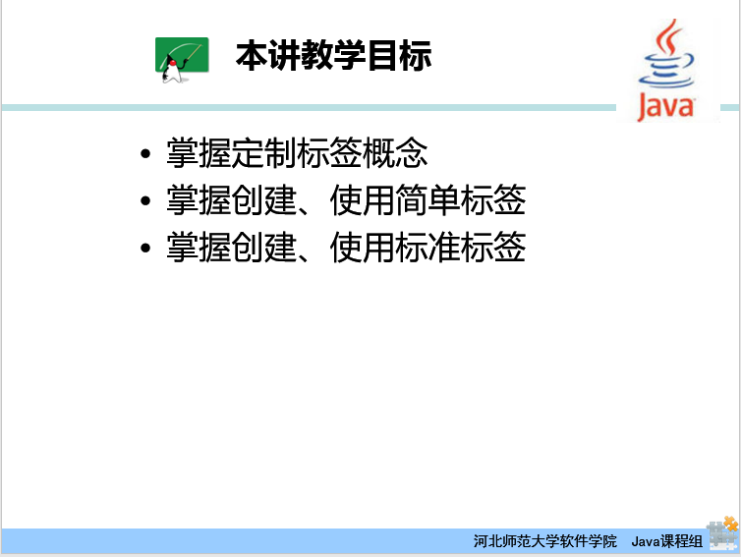 本讲教学目标
Java
• 掌握定制标签概念
• 掌握创建、使用简单标签
• 掌握创建、使用标准标签
河北师范大学软件学院 Java课程组